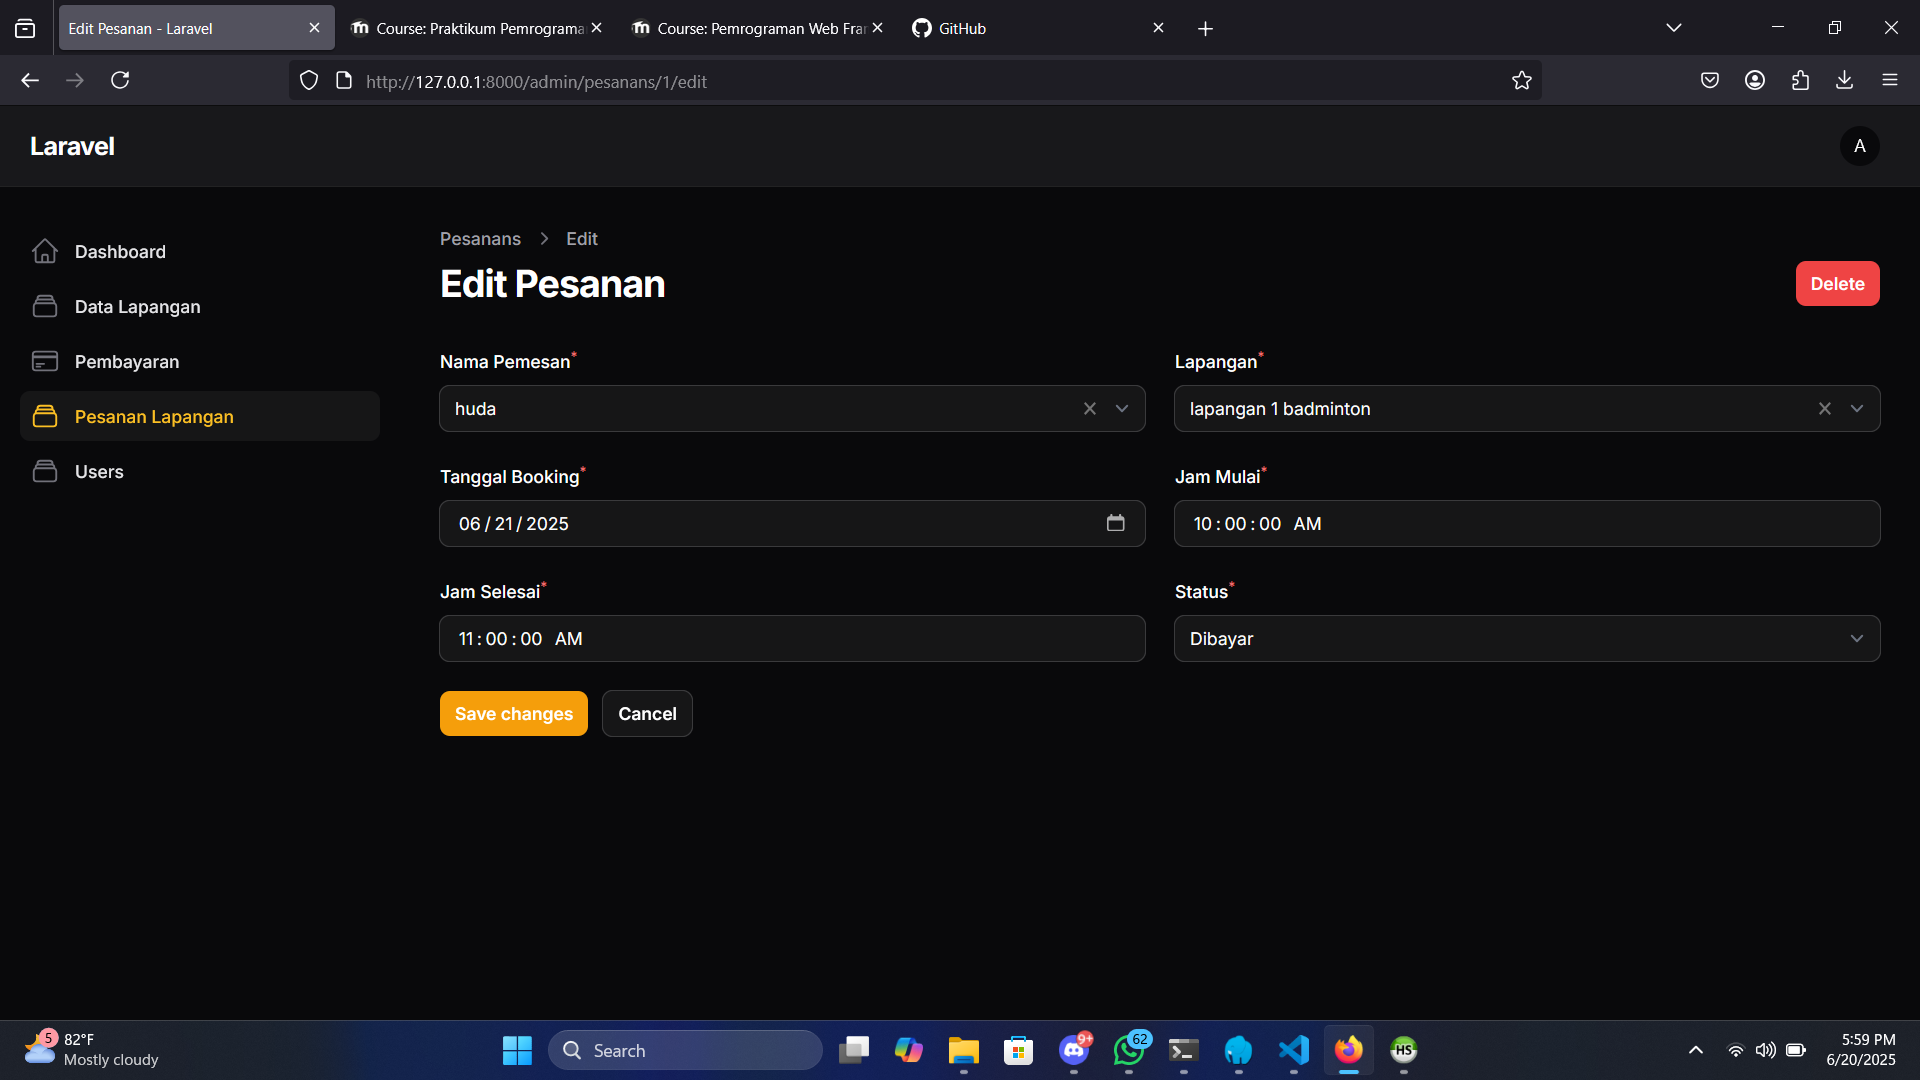 Edit Pesanan - Laravel
Course: Praktikum Pemrograma
Course: Pemrograman Web Fra
GitHub
http://127.0.0.1:8000/admin/pesanans/1/edit
Laravel
A
Dashboard
Data Lapangan
Pembayaran
Pesanan Lapangan
Users
Pesanans
Edit
Edit Pesanan
Delete
Nama Pemesan*
huda
Lapangan*
lapangan 1 badminton
Tanggal Booking*
06 / 21 / 2025
Jam Mulai*
10 : 00 : 00 AM
Jam Selesai*
11 : 00 : 00 AM
Status*
Dibayar
Save changes
Cancel
5
82°F
Mostly cloudy
Search
9+
62
HS
5:59 PM
6/20/2025